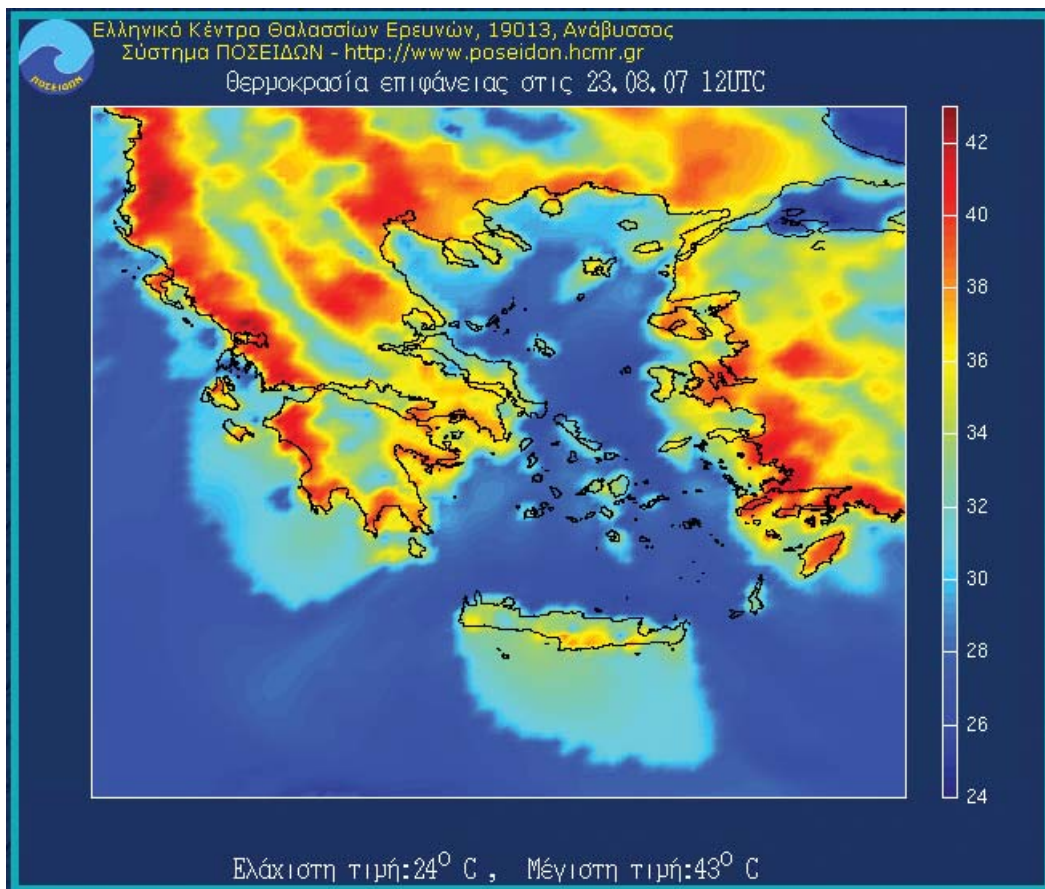 Ελληνικό Κέντρο Θαλασσίων Ερευνών, 19013, Ανάβυσσος
Σύστημα ΠΟΣΕΙΔΩΝ - http://www.poseidon.hcmr.gr
ΠΟΣΕΙΔΩΝ
Θερμοκρασία επιφάνειας στις 23.08.07 12UTC
42
40
38
36
34
32
30
28
26
24
Ελάχιστη τιμή:24° C , Μέγιστη τιμή:43° C